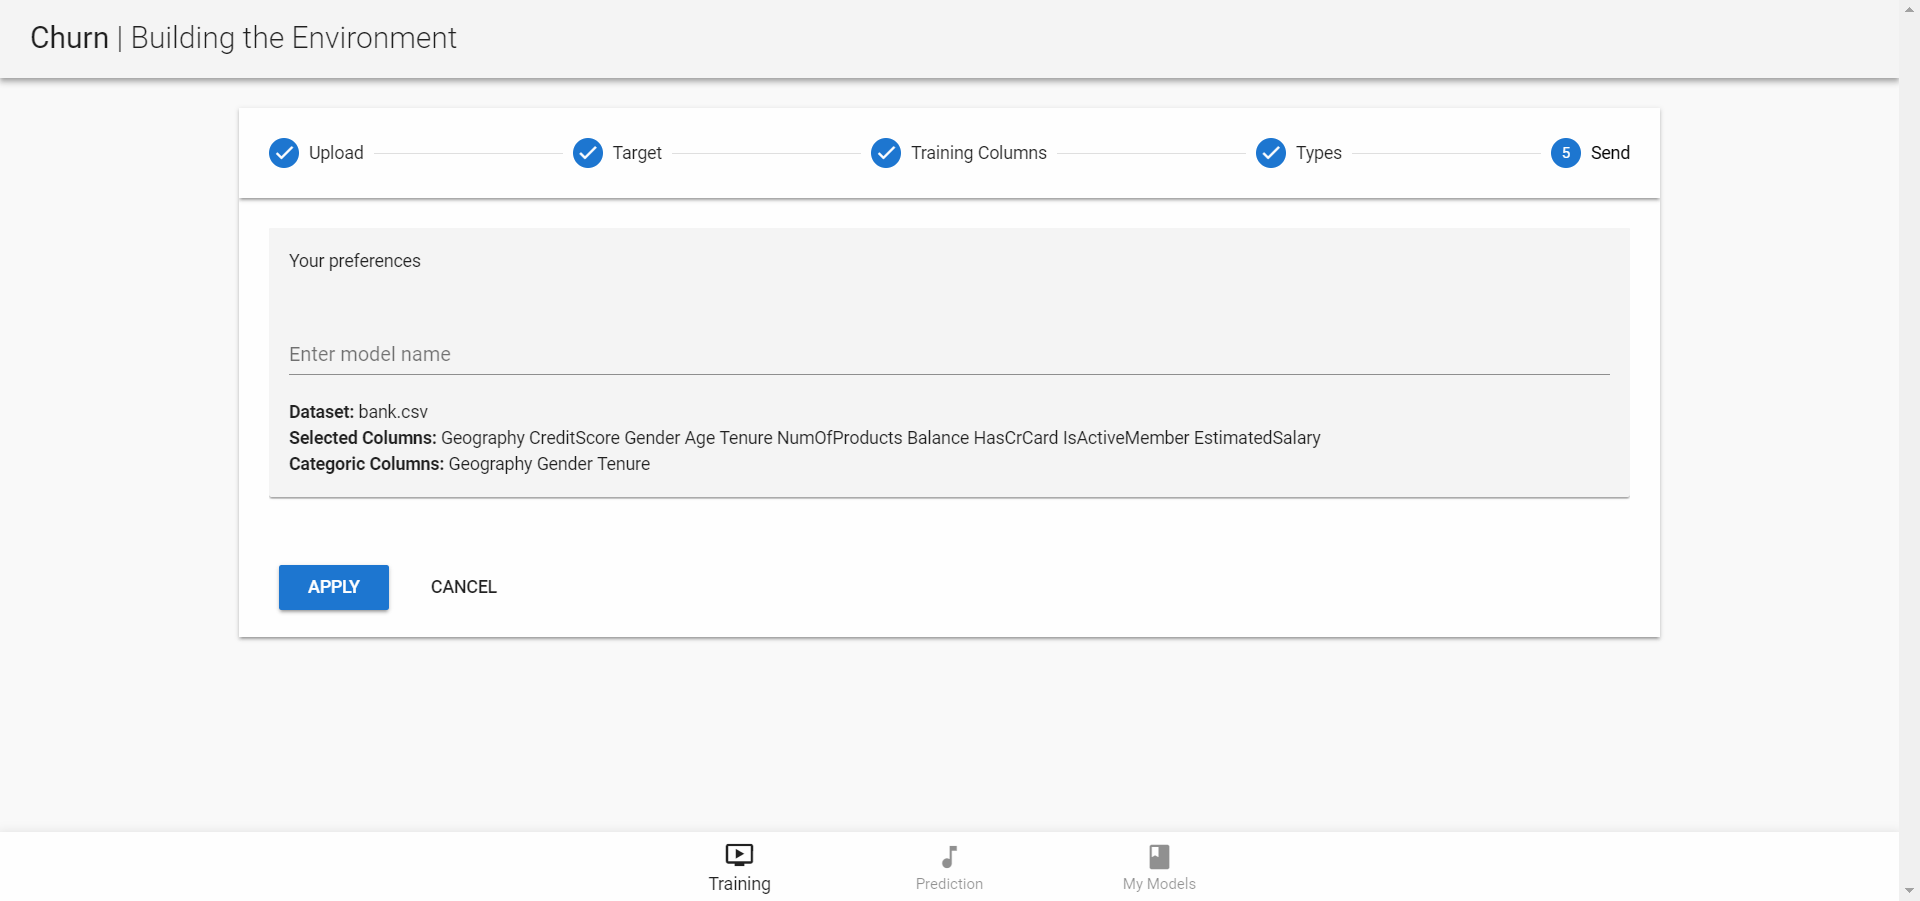 Churn | Building the Environment
Upload
Target
Training Columns
Types
5 Send
Your preferences
Enter model name
Dataset: bank.csv
Selected Columns: Geography CreditScore Gender Age Tenure NumOfProducts Balance HasCrCard IsActiveMember EstimatedSalary
Categoric Columns: Geography Gender Tenure
APPLY CANCEL
Training
Prediction
My Models